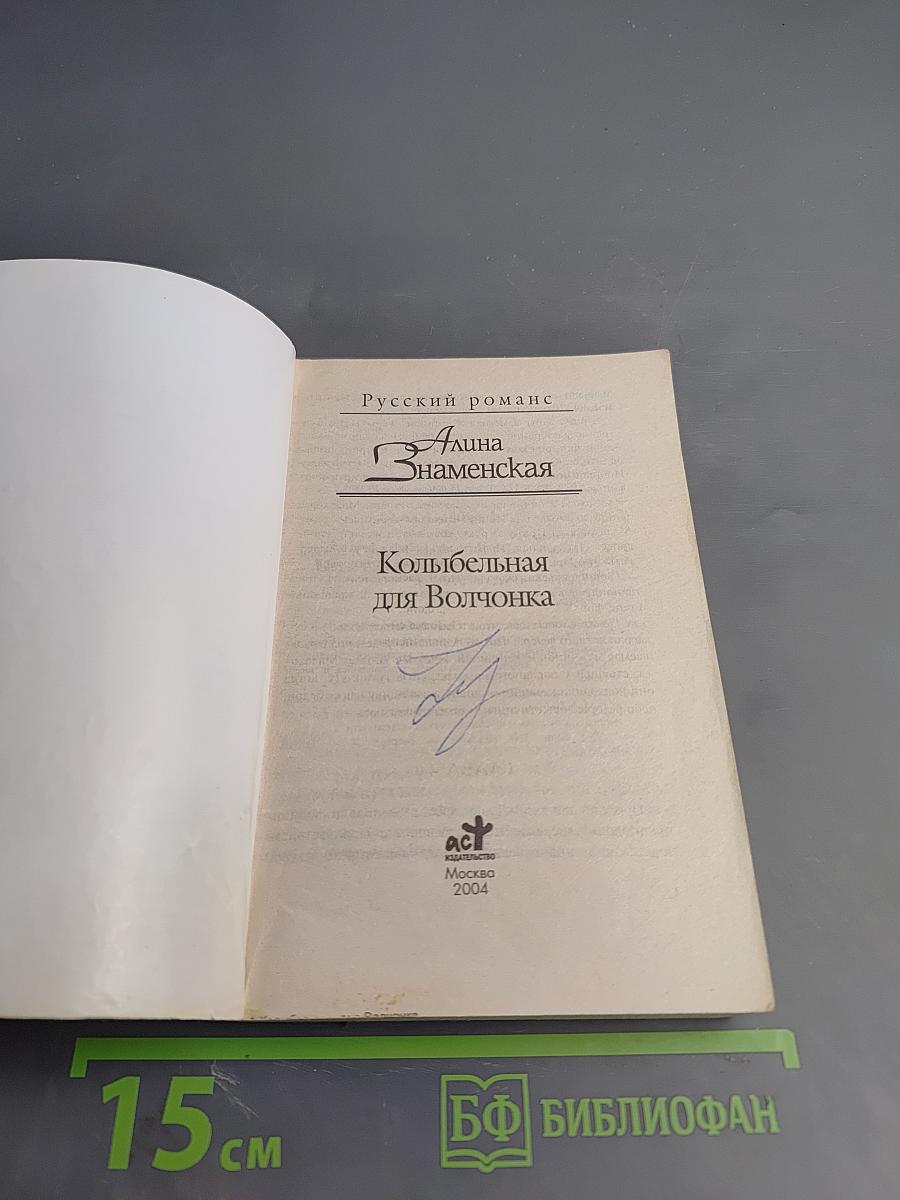 Русский романс
Алина
Знаменская
Колыбельная
для Волчонка
аст
издательство
Москва
2004
15 см
БФ БИБЛИОФАН